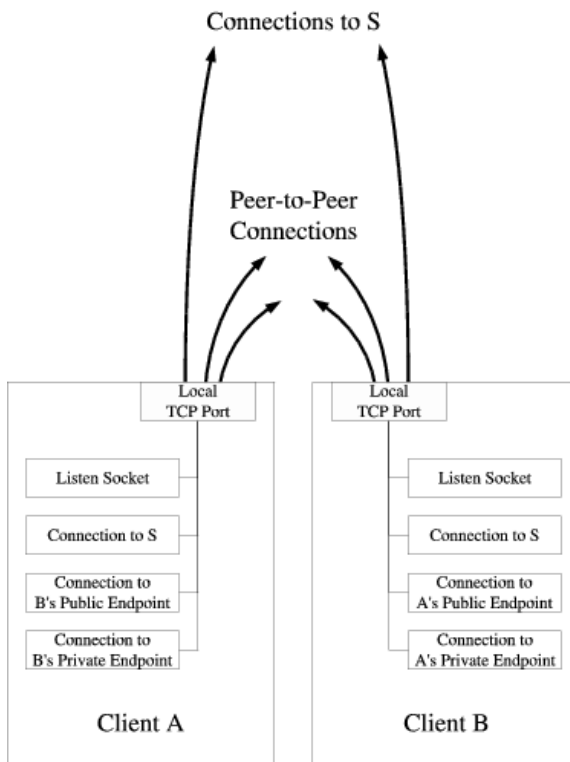 Connections to S
Peer-to-Peer
Connections
Local
TCP Port
Listen Socket
Connection to S
Connection to
B's Public Endpoint
Connection to
B's Private Endpoint
Client A
Local
TCP Port
Listen Socket
Connection to S
Connection to
A's Public Endpoint
Connection to
A's Private Endpoint
Client B